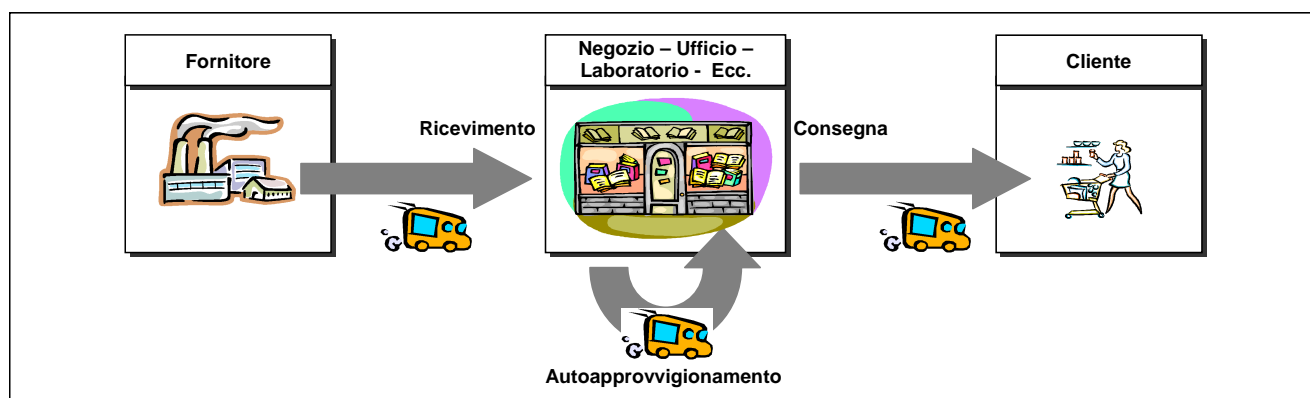 Fornitore
Negozio – Ufficio –
Laboratorio - Ecc.
Cliente
Ricevimento
Consegna
Autoapprovvigionamento